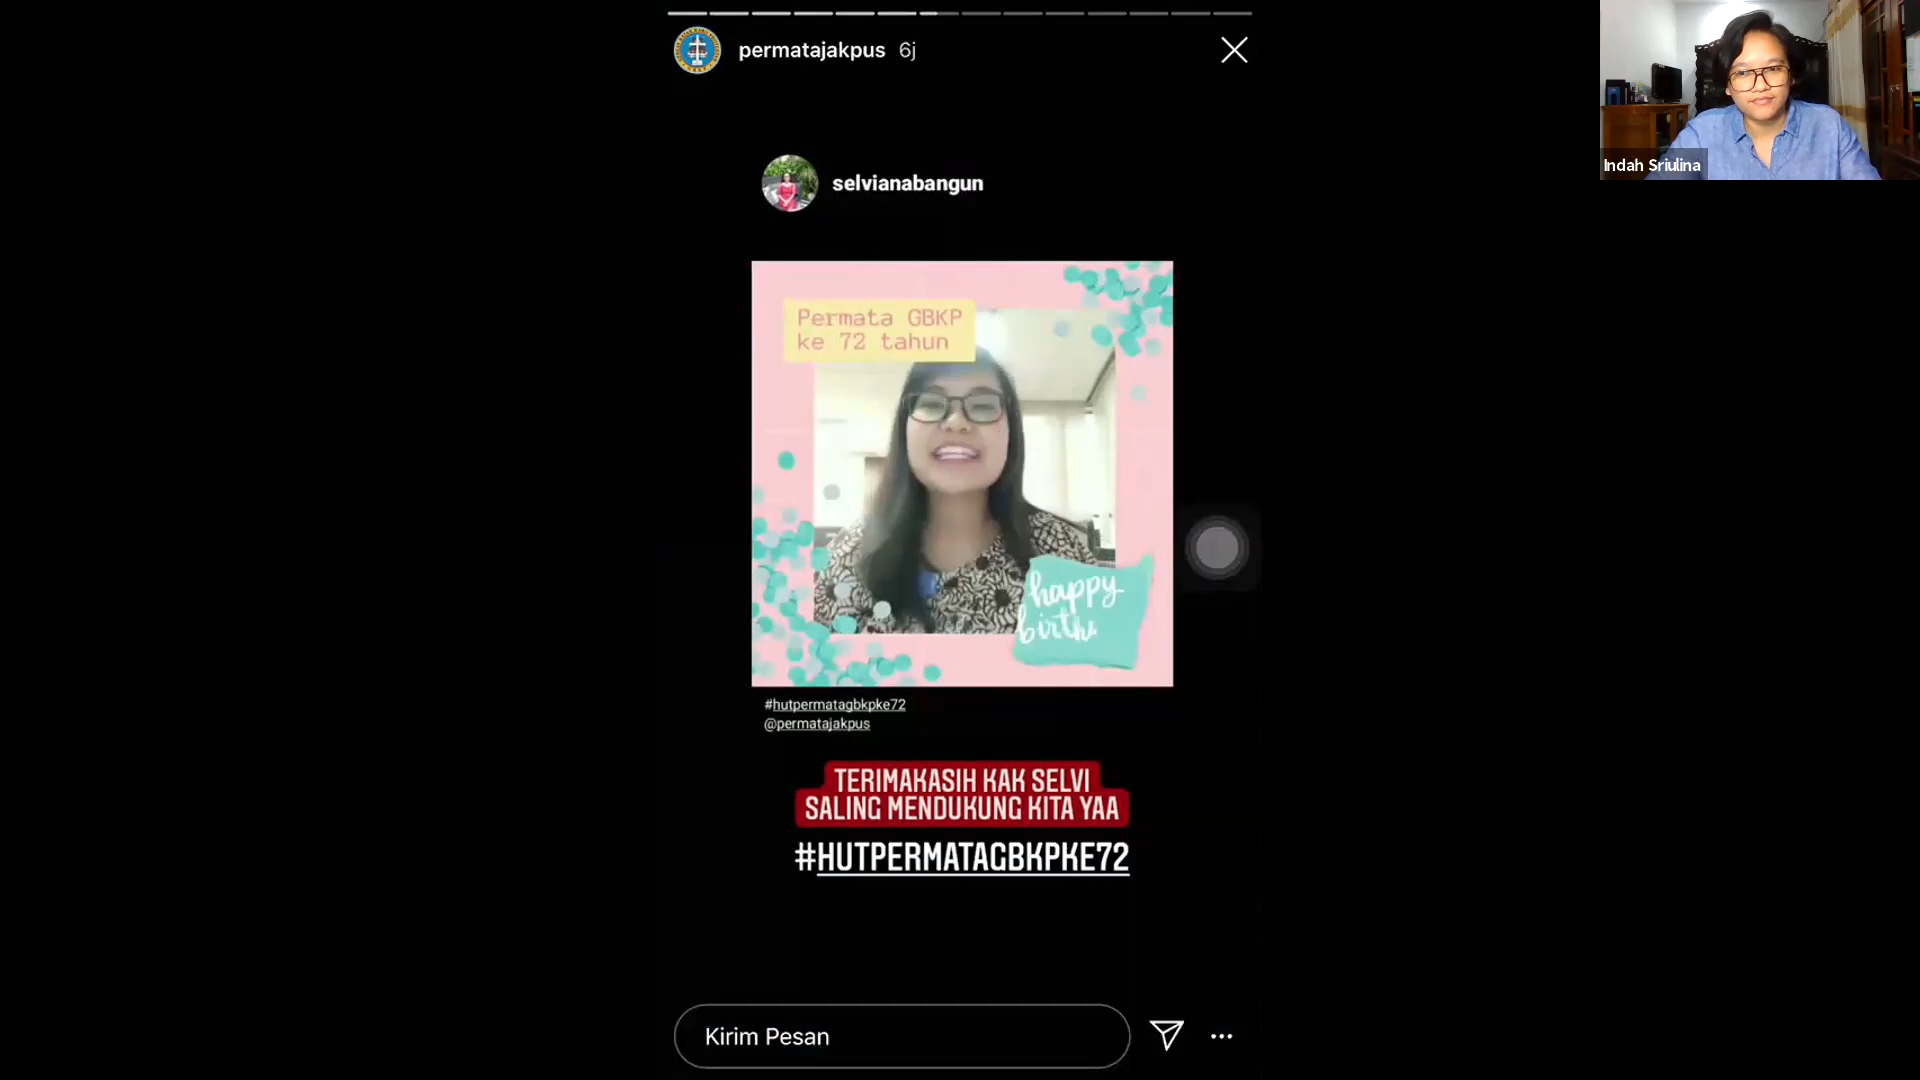 permatajakpus 6j
selvianabangun
Permata GBKP
ke 72 tahun
happy
#hutpermatagbkpke72
@permatajakpus
TERIMAKASIH KAK SELVI
SALING MENDUKUNG KITA YAA
#HUTPERMATAGBKPKE72
Kirim Pesan
Indah Sriulina